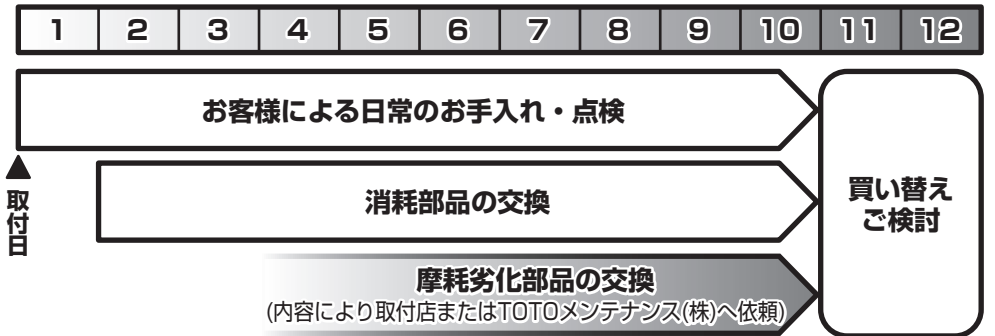 1 2 3 4 5 6 7 8 9 10 11 12
お客様による日常のお手入れ・点検
取付日
消耗部品の交換
買い替え
ご検討
摩耗劣化部品の交換
(内容により取付店またはTOTOメンテナンス(株)へ依頼)